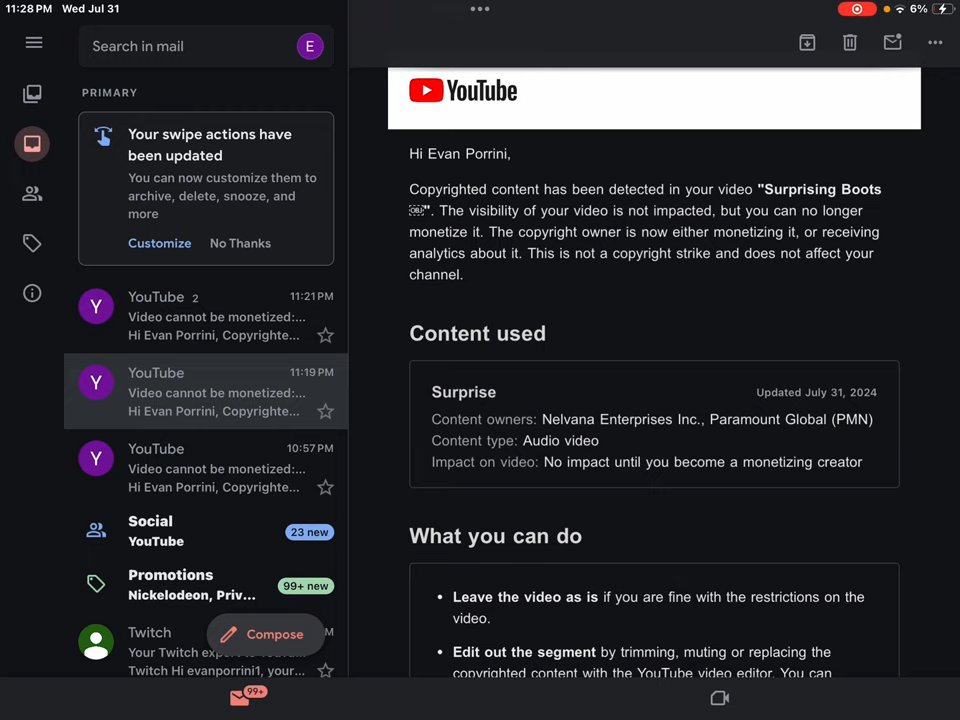 11:28 PM Wed Jul 31
6%
Search in mail
E
PRIMARY
Your swipe actions have
been updated
You can now customize them to
archive, delete, snooze, and
more
Customize No Thanks
Y
YouTube 2 11:21 PM
Video cannot be monetized:...
Hi Evan Porrini, Copyrighte...
Y
YouTube 11:19 PM
Video cannot be monetized:...
Hi Evan Porrini, Copyrighte...
Y
YouTube 10:57 PM
Video cannot be monetized:...
Hi Evan Porrini, Copyrighte...
Social
YouTube
23 new
Promotions
Nickelodeon, Priv...
99+ new
Twitch M
Compose
Twitch Hi evanporrini1, your...
99+
YouTube
Hi Evan Porrini,
Copyrighted content has been detected in your video "Surprising Boots
OBJ". The visibility of your video is not impacted, but you can no longer
monetize it. The copyright owner is now either monetizing it, or receiving
analytics about it. This is not a copyright strike and does not affect your
channel.
Content used
Surprise Updated July 31, 2024
Content owners: Nelvana Enterprises Inc., Paramount Global (PMN)
Content type: Audio video
Impact on video: No impact until you become a monetizing creator
What you can do
• Leave the video as is if you are fine with the restrictions on the
video.
• Edit out the segment by trimming, muting or replacing the
copyrighted content with the YouTube video editor. You can